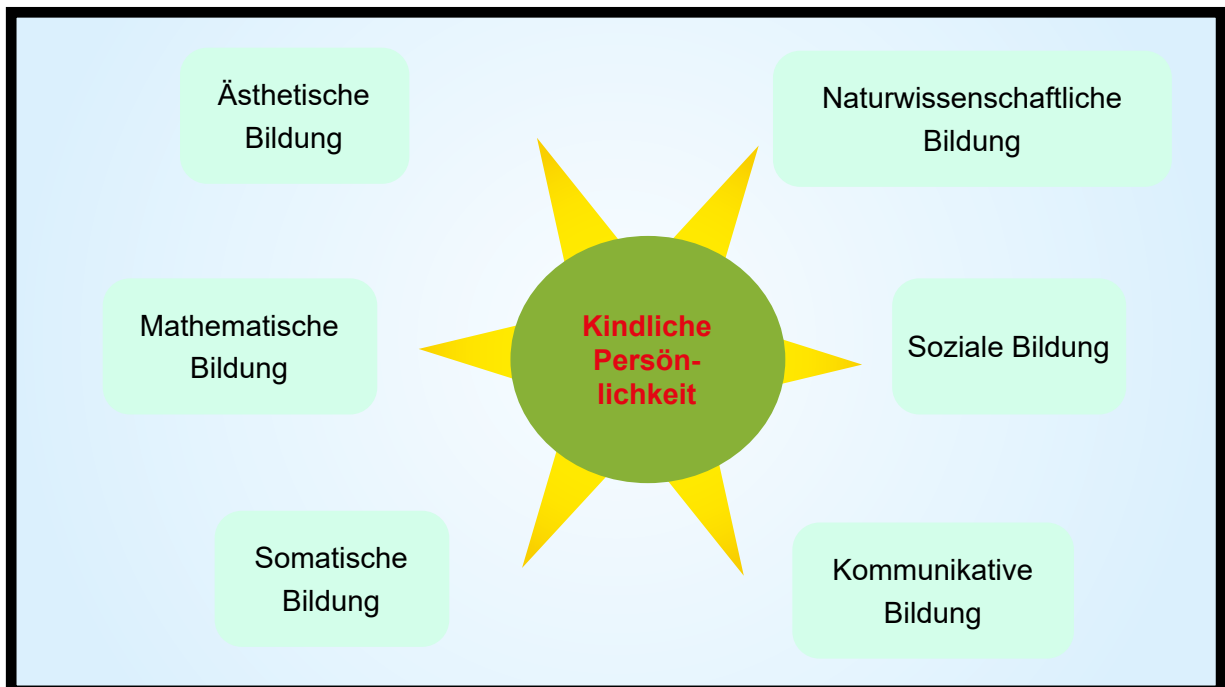 Ästhetische
Bildung
Naturwissenschaftliche
Bildung
Mathematische
Bildung
Kindliche
Persön-
lichkeit
Soziale Bildung
Somatische
Bildung
Kommunikative
Bildung